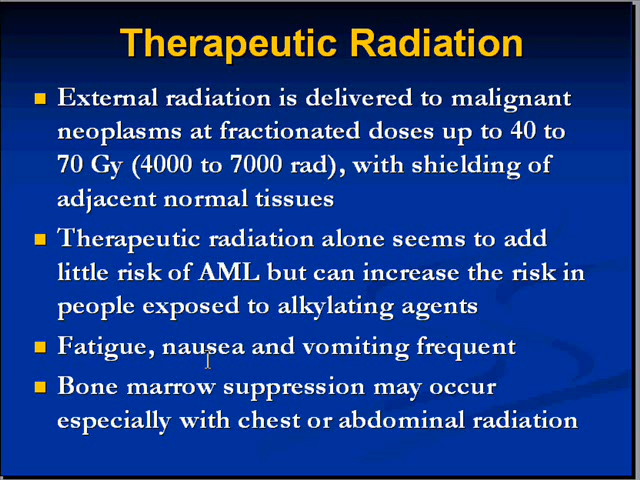 Therapeutic Radiation
External radiation is delivered to malignant
neoplasms at fractionated doses up to 40 to
70 Gy (4000 to 7000 rad), with shielding of
adjacent normal tissues
Therapeutic radiation alone seems to add
little risk of AML but can increase the risk in
people exposed to alkylating agents
Fatigue, nausea and vomiting frequent
Bone marrow suppression may occur
especially with chest or abdominal radiation